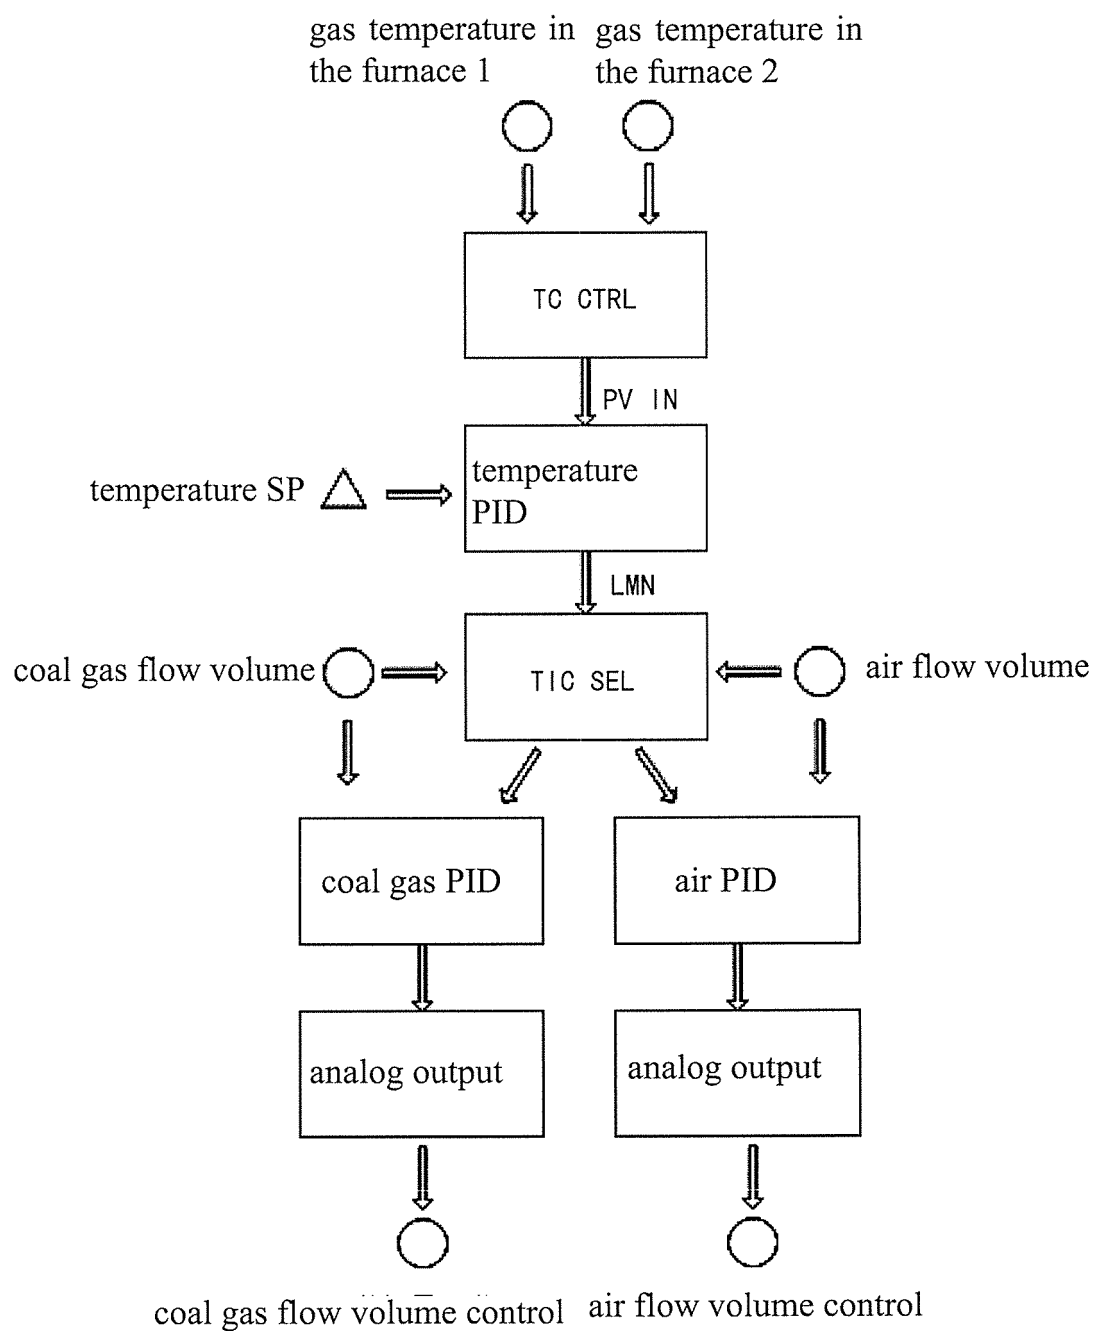 gas temperature in
the furnace 1
gas temperature in
the furnace 2
TC CTRL
PV IN
temperature SP
temperature
PID
LMN
coal gas flow volume
TIC SEL
air flow volume
coal gas PID
air PID
analog output
analog output
coal gas flow volume control
air flow volume control